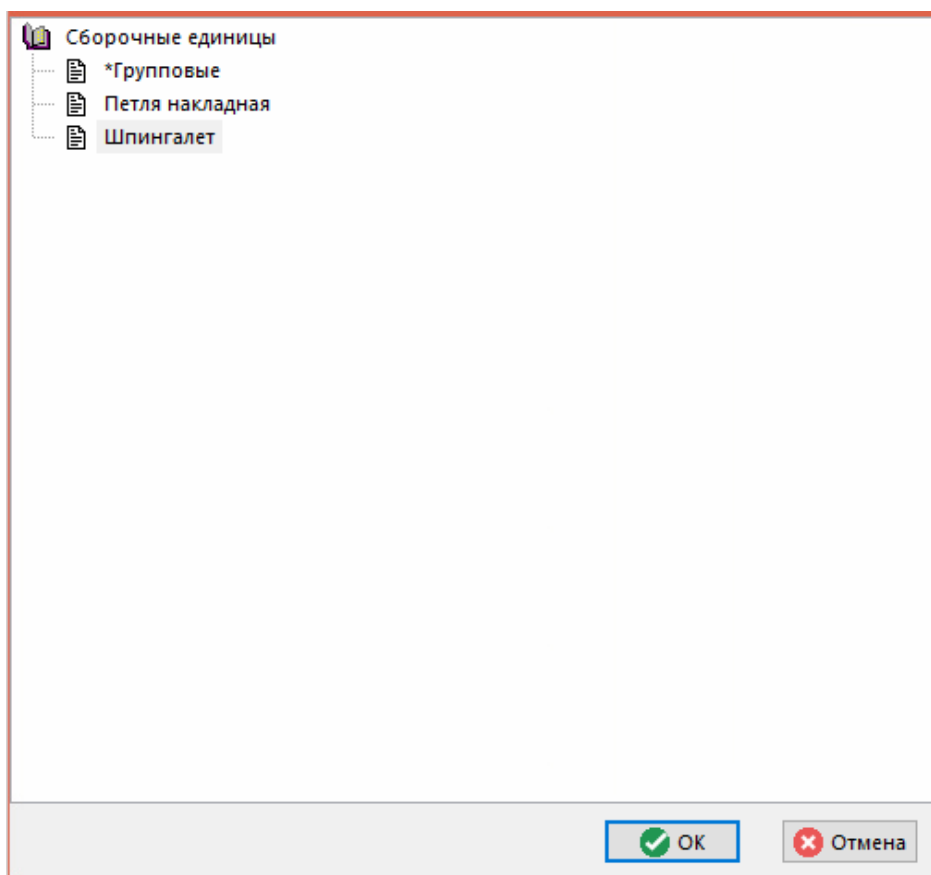 Сборочные единицы
*Групповые
Петля накладная
Шпингалет
OK
Отмена